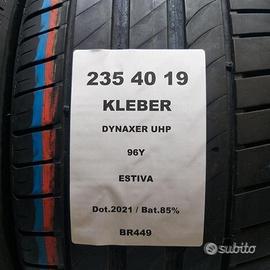 235 40 19
KLEBER
DYNAXER UHP
96Y
ESTIVA
Dot.2021 / Bat.85%
BR449
subito